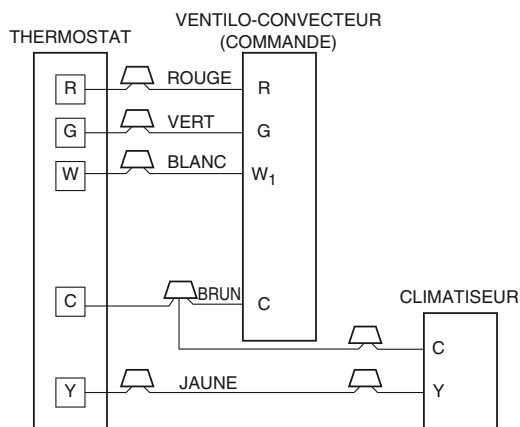 VENTILO-CONVECTEUR
(COMMANDE)
THERMOSTAT
R ROUGE R
G VERT G
W BLANC W1
C BRUN C
CLIMATISEUR
C
Y JAUNE Y